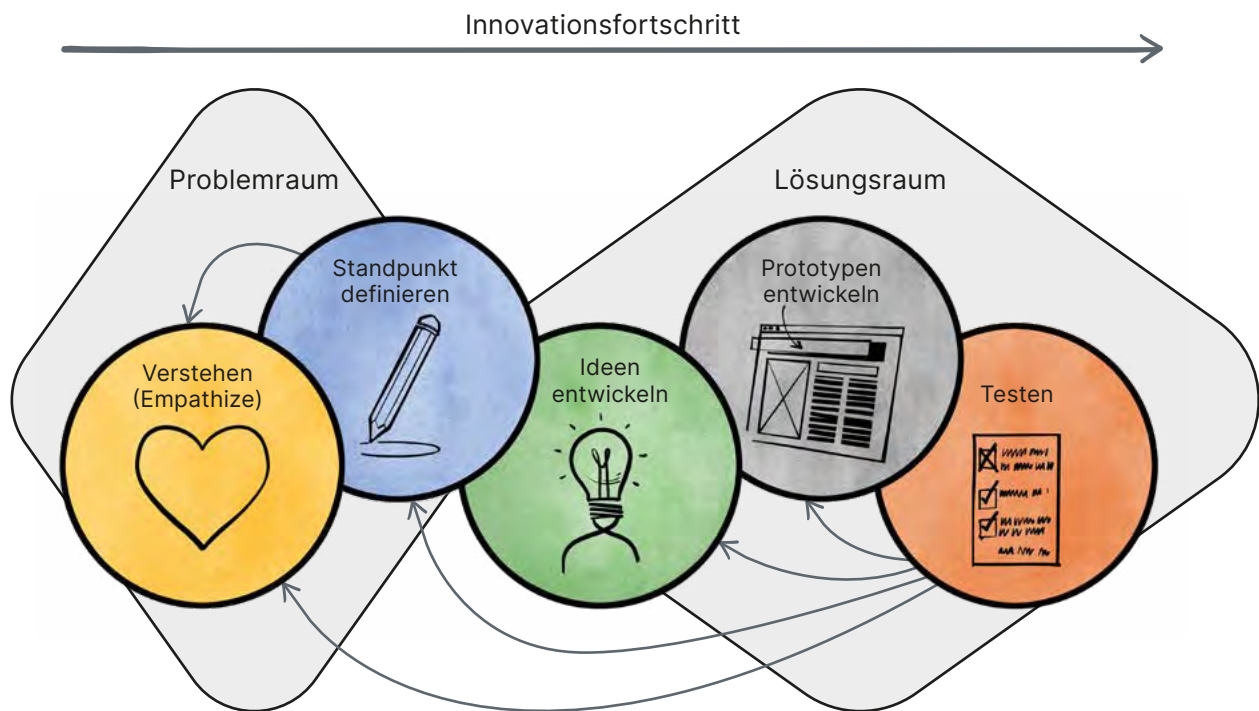 Innovationsfortschritt
Problemraum
Lösungsraum
Standpunkt
definieren
Prototypen
entwickeln
Verstehen
(Empathize)
Ideen
entwickeln
Testen